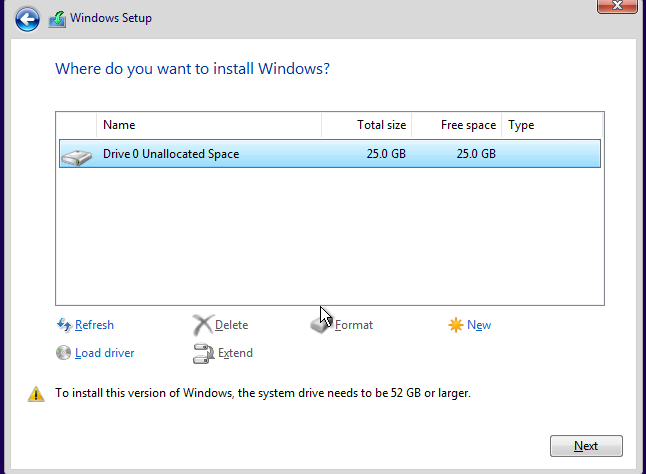 Windows Setup
Where do you want to install Windows?
Name Total size Free space Type
Drive 0 Unallocated Space 25.0 GB 25.0 GB
Refresh Delete Format New
Load driver Extend
To install this version of Windows, the system drive needs to be 52 GB or larger.
Next